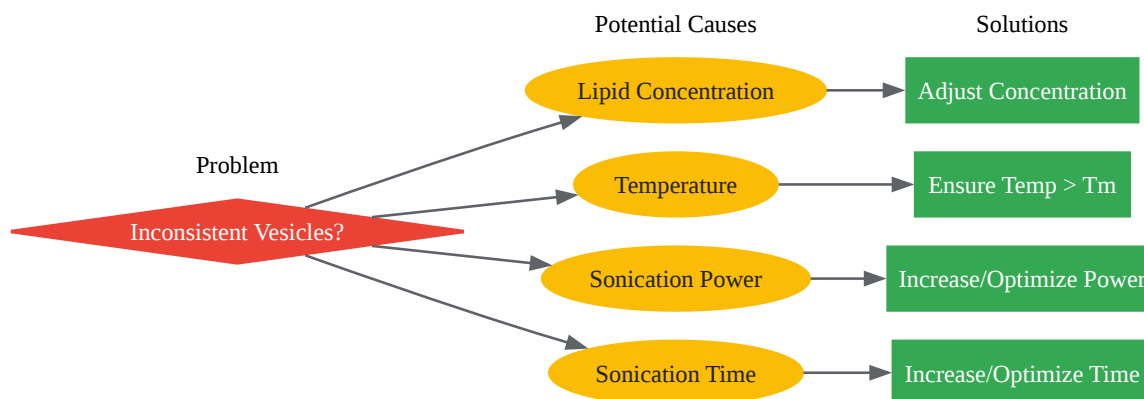 Potential Causes
Solutions
Lipid Concentration
Adjust Concentration
Problem
Temperature
Ensure Temp > Tm
Inconsistent Vesicles?
Sonication Power
Increase/Optimize Power
Sonication Time
Increase/Optimize Time